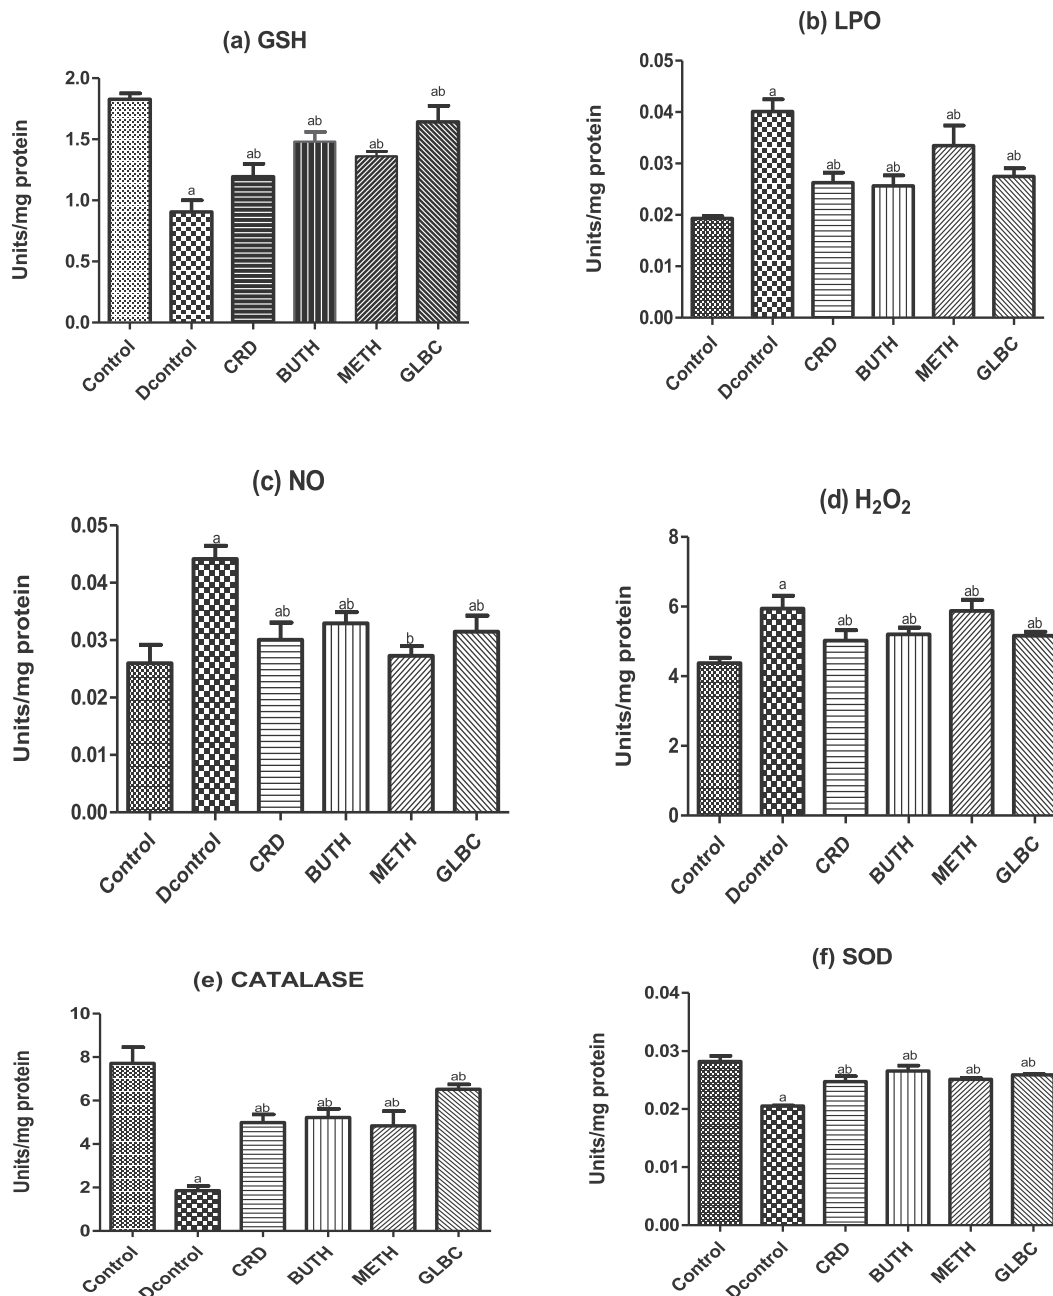 (a) GSH
Units/mg protein
2.0
1.5
1.0
0.5
0.0
a
ab
ab
ab
ab
Control
Dcontrol
CRD
BUTH
METH
GLBC
(b) LPO
Units/mg protein
0.05
0.04
0.03
0.02
0.01
0.00
a
ab
ab
ab
ab
Control
Dcontrol
CRD
BUTH
METH
GLBC
(c) NO
Units/mg protein
0.05
0.04
0.03
0.02
0.01
0.00
a
ab
ab
b
ab
Control
Dcontrol
CRD
BUTH
METH
GLBC
(d) H₂O₂
Units/mg protein
8
6
4
2
0
a
ab
ab
ab
ab
Control
Dcontrol
CRD
BUTH
METH
GLBC
(e) CATALASE
Units/mg protein
10
8
6
4
2
0
a
ab
ab
ab
ab
Control
Dcontrol
CRD
BUTH
METH
GLBC
(f) SOD
Units/mg protein
0.04
0.03
0.02
0.01
0.00
a
ab
ab
ab
ab
Control
Dcontrol
CRD
BUTH
METH
GLBC